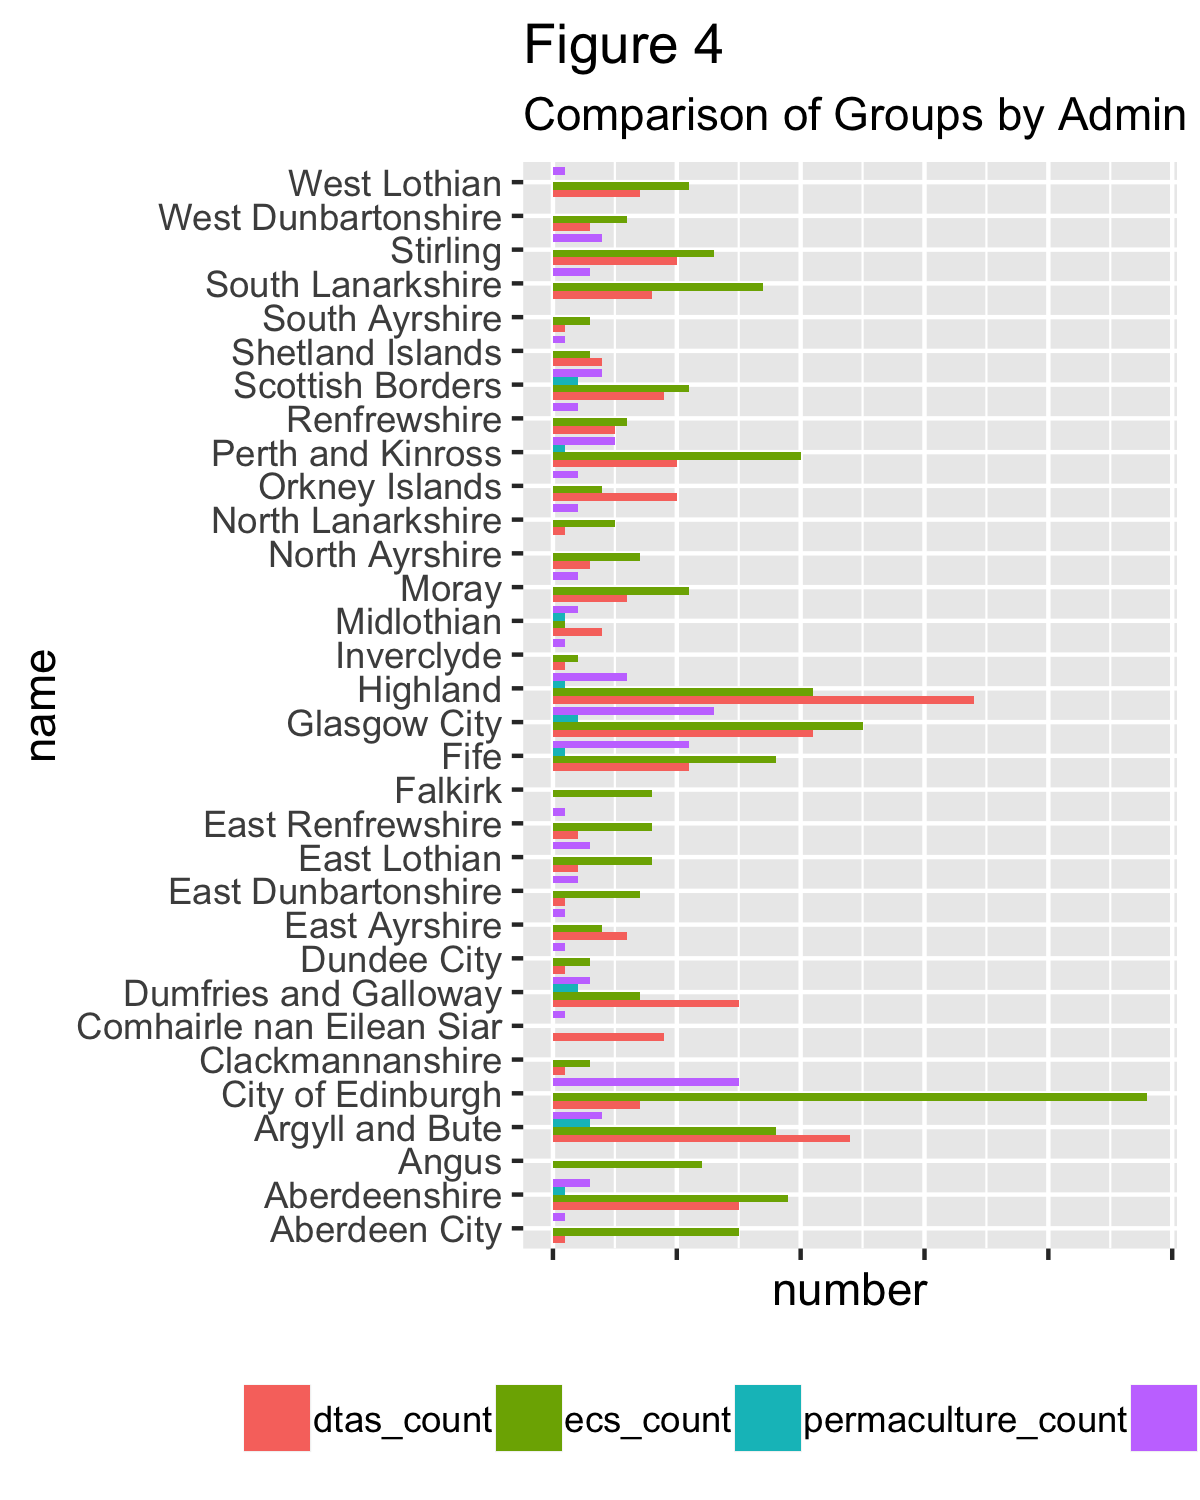 Figure 4
Comparison of Groups by Admin
West Lothian
West Dunbartonshire
Stirling
South Lanarkshire
South Ayrshire
Shetland Islands
Scottish Borders
Renfrewshire
Perth and Kinross
Orkney Islands
North Lanarkshire
North Ayrshire
Moray
Midlothian
Inverclyde
Highland
Glasgow City
Fife
Falkirk
East Renfrewshire
East Lothian
East Dunbartonshire
East Ayrshire
Dundee City
Dumfries and Galloway
Comhairle nan Eilean Siar
Clackmannanshire
City of Edinburgh
Argyll and Bute
Angus
Aberdeenshire
Aberdeen City
name
number
dtas_count ecs_count permaculture_count